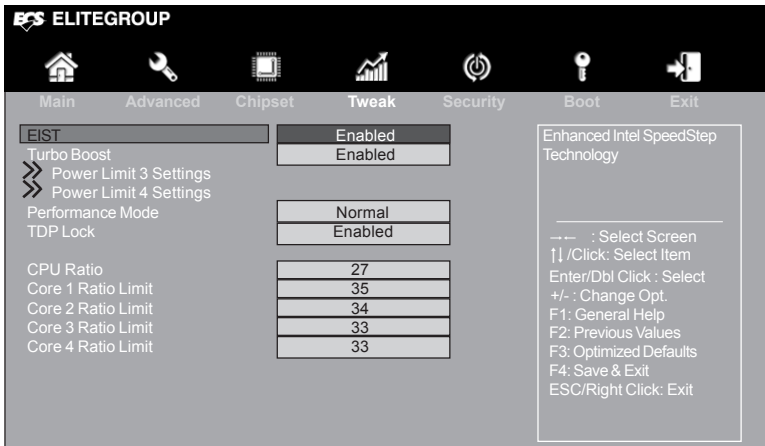 ECS ELITEGROUP
Main Advanced Chipset Tweak Security Boot Exit
EIST Enabled
Turbo Boost Enabled
Power Limit 3 Settings
Power Limit 4 Settings
Performance Mode Normal
TDP Lock Enabled
CPU Ratio 27
Core 1 Ratio Limit 35
Core 2 Ratio Limit 34
Core 3 Ratio Limit 33
Core 4 Ratio Limit 33
Enhanced Intel SpeedStep
Technology
→← : Select Screen
↑↓/Click: Select Item
Enter/Dbl Click : Select
+/- : Change Opt.
F1: General Help
F2: Previous Values
F3: Optimized Defaults
F4: Save & Exit
ESC/Right Click: Exit